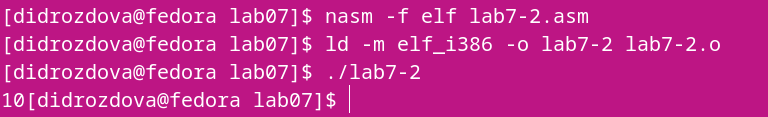 [didrozdova@fedora lab07]$ nasm -f elf lab7-2.asm
[didrozdova@fedora lab07]$ ld -m elf_i386 -o lab7-2 lab7-2.o
[didrozdova@fedora lab07]$ ./lab7-2
10[didrozdova@fedora lab07]$